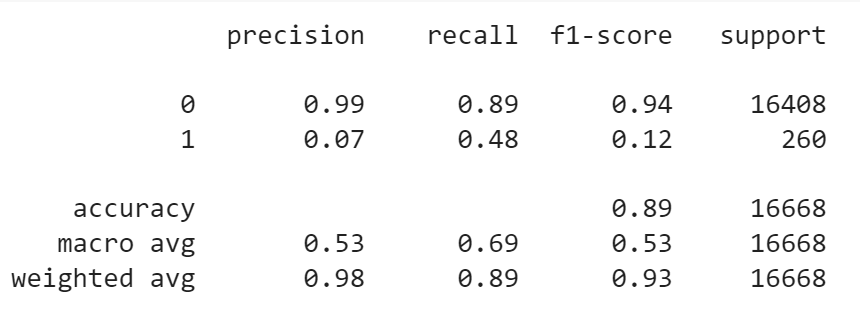 precision recall f1-score support
0 0.99 0.89 0.94 16408
1 0.07 0.48 0.12 260
accuracy 0.89 16668
macro avg 0.53 0.69 0.53 16668
weighted avg 0.98 0.89 0.93 16668